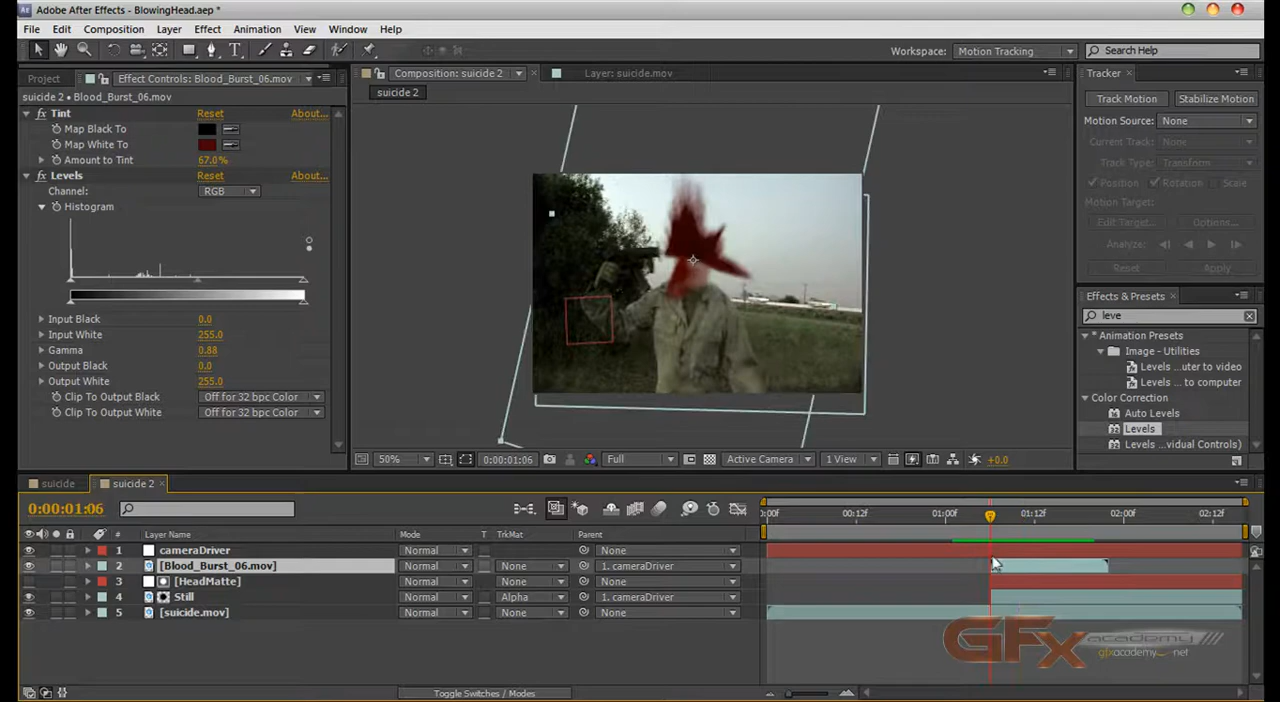 Adobe After Effects - BlowingHead.aep *
File Edit Composition Layer Effect Animation View Window Help
Workspace: Motion Tracking Search Help
Project Effect Controls: Blood_Burst_06.mov
suicide 2 • Blood_Burst_06.mov
Tint Reset About...
Map Black To
Map White To
Amount to Tint 67.0%
Levels Reset About...
Channel: RGB
Histogram
Input Black 0.0
Input White 255.0
Gamma 0.88
Output Black 0.0
Output White 255.0
Clip To Output Black Off for 32 bpc Color
Clip To Output White Off for 32 bpc Color
Composition: suicide 2 Layer: suicide.mov
suicide 2
50% 0:00:01:06 Full Active Camera 1 View +0.0
Tracker
Track Motion Stabilize Motion
Motion Source: None
Current Track: None
Track Type: Transform
Position Rotation Scale
Motion Target:
Edit Target... Options...
Analyze:
Reset Apply
Effects & Presets
leve
* Animation Presets
Image - Utilities
Levels ...uter to video
Levels ... to computer
Color Correction
Auto Levels
Levels
Levels ...vidual Controls)
suicide suicide 2
0:00:01:06
:00f 00:12f 01:00f 01:12f 02:00f 02:12f
# Layer Name Mode T TrkMat Parent
1 cameraDriver Normal None
2 [Blood_Burst_06.mov] Normal None 1. cameraDriver
3 [HeadMatte] Normal None None
4 Still Normal Alpha 1. cameraDriver
5 [suicide.mov] Normal None None
Toggle Switches / Modes
GFx academy
gfxacademy.net